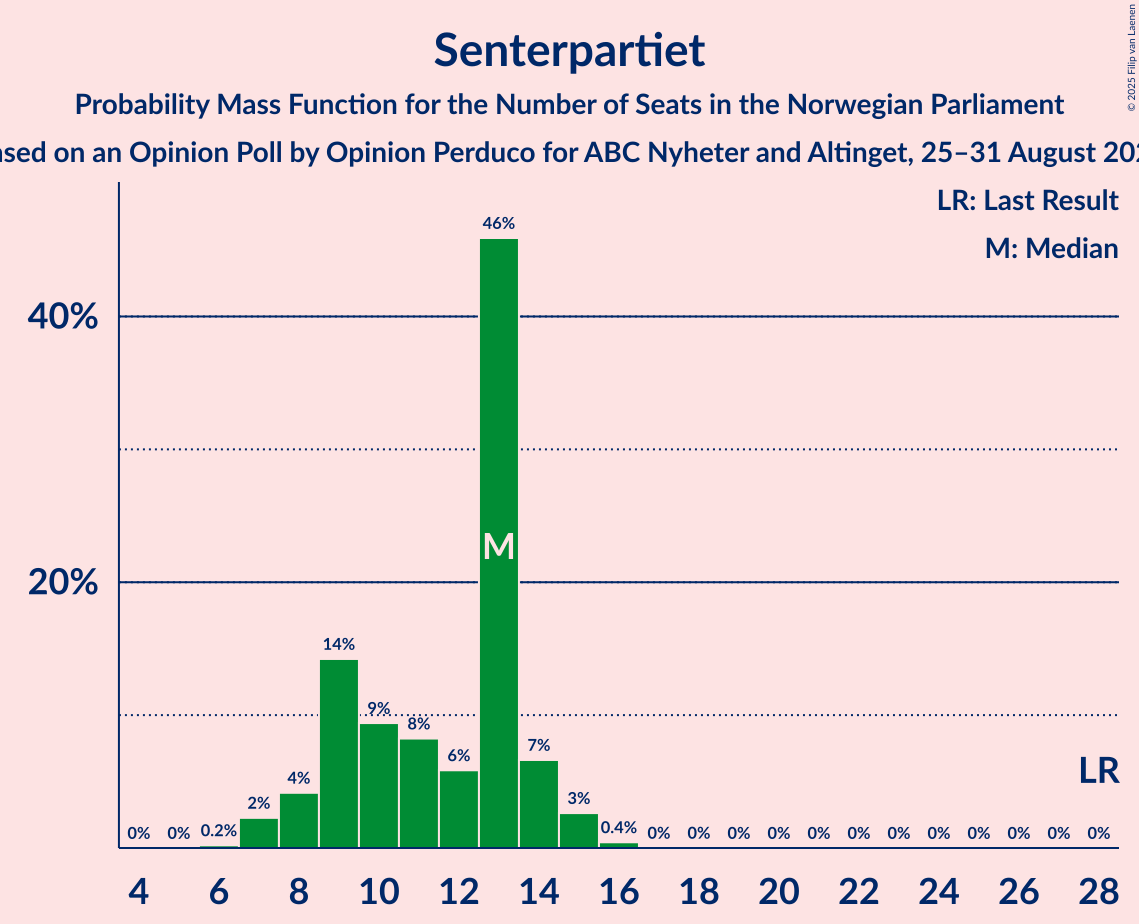 Senterpartiet
Probability Mass Function for the Number of Seats in the Norwegian Parliament
ased on an Opinion Poll by Opinion Perduco for ABC Nyheter and Altinget, 25–31 August 202
© 2025 Filip van Laenen
LR: Last Result
M: Median
46%
40%
M
20%
14%
9%
8%
7%
6%
4%
3%
2%
LR
0% 0% 0.2% 0.4% 0% 0% 0% 0% 0% 0% 0% 0% 0% 0% 0% 0%
4 6 8 10 12 14 16 18 20 22 24 26 28